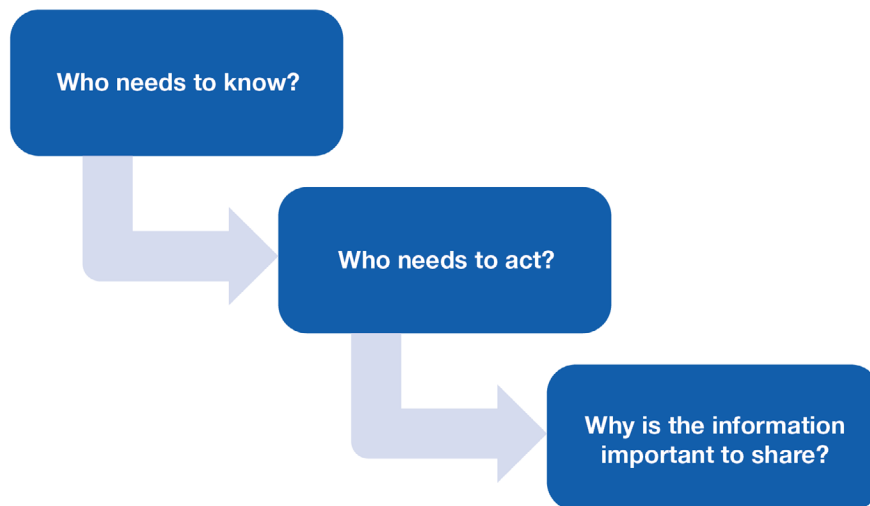 Who needs to know?
Who needs to act?
Why is the information
important to share?